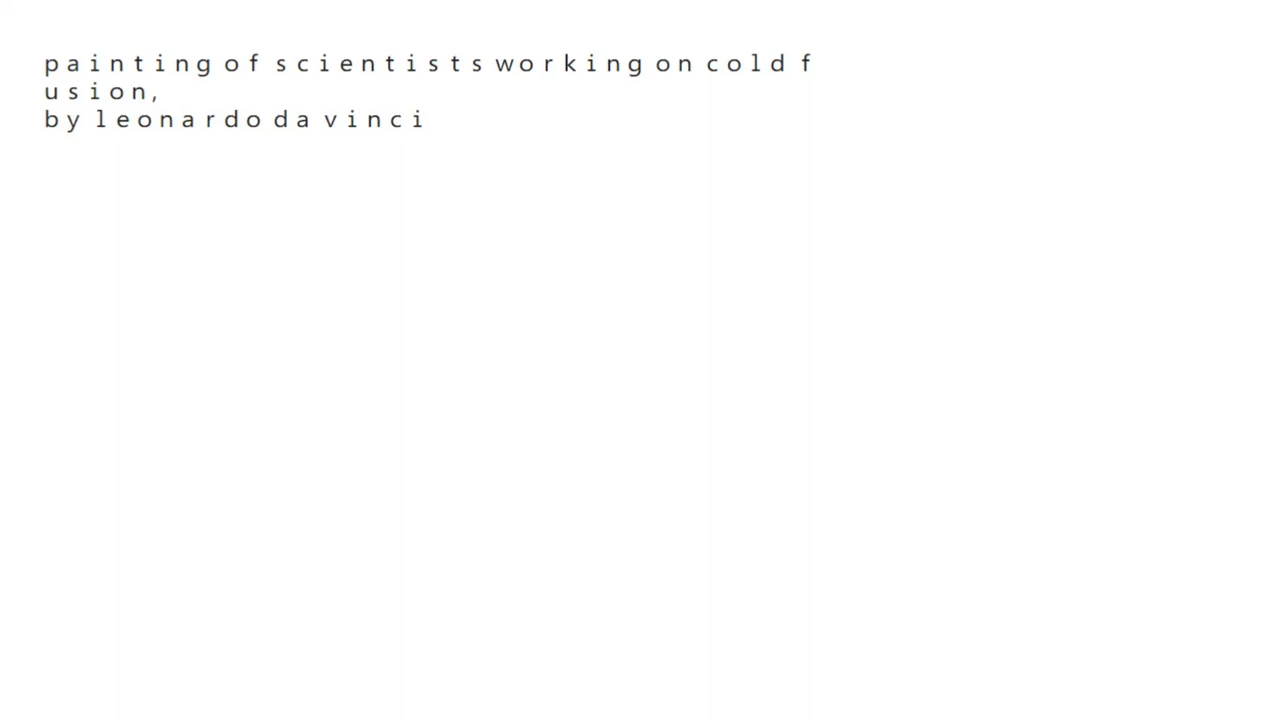 painting of scientists working on cold f
usion,
by leonardo da vinci